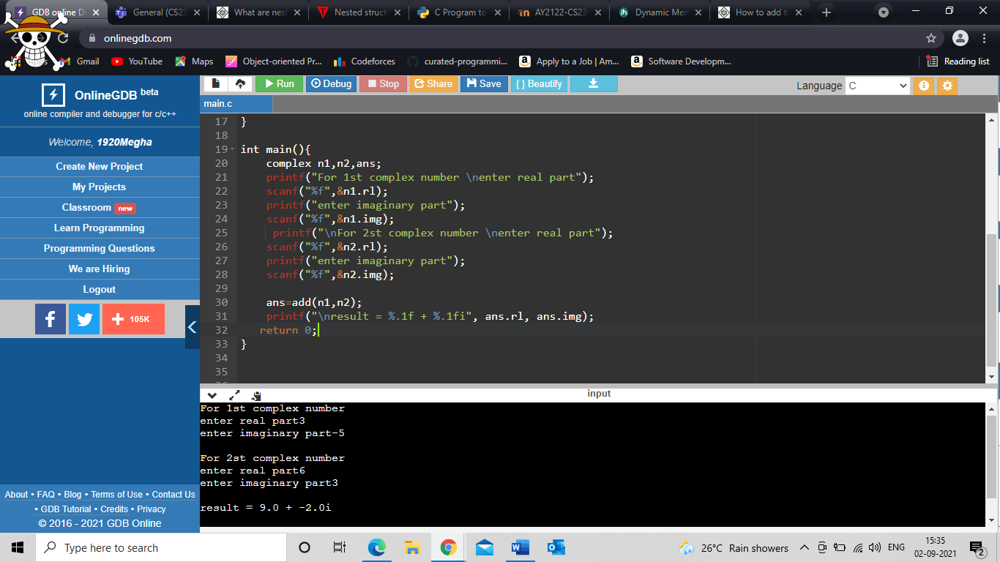 GDB online De
General (CS23
What are nest
Nested struct
C Program to
AY2122-CS23
Dynamic Mem
How to add tw
onlinegdb.com
Apps
Gmail
YouTube
Maps
Object-oriented Pr...
Codeforces
curated-programmi...
Apply to a Job | Am...
Software Developm...
Reading list
OnlineGDB beta
online compiler and debugger for c/c++
Welcome, 1920Megha
Create New Project
My Projects
Classroom new
Learn Programming
Programming Questions
We are Hiring
Logout
105K
About • FAQ • Blog • Terms of Use • Contact Us
• GDB Tutorial • Credits • Privacy
© 2016 - 2021 GDB Online
Run
Debug
Stop
Share
Save
{ } Beautify
Language C
main.c
17 }
18
19 int main(){
20     complex n1,n2,ans;
21     printf("For 1st complex number \nenter real part");
22     scanf("%f",&n1.rl);
23     printf("enter imaginary part");
24     scanf("%f",&n1.img);
25      printf("\nFor 2st complex number \nenter real part");
26     scanf("%f",&n2.rl);
27     printf("enter imaginary part");
28     scanf("%f",&n2.img);
29
30     ans=add(n1,n2);
31     printf("\nresult = %.1f + %.1fi", ans.rl, ans.img);
32    return 0;
33 }
34
35
input
For 1st complex number
enter real part3
enter imaginary part-5
For 2st complex number
enter real part6
enter imaginary part3
result = 9.0 + -2.0i
Type here to search
26°C Rain showers
ENG
15:35
02-09-2021
2